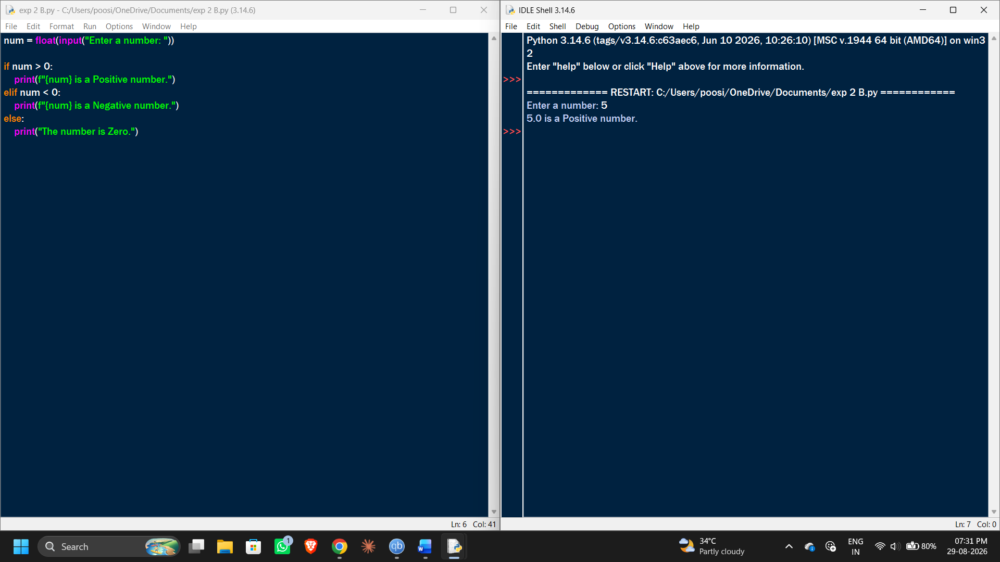 exp 2 B.py - C:/Users/poosi/OneDrive/Documents/exp 2 B.py (3.14.6)
File Edit Format Run Options Window Help
num = float(input("Enter a number: "))
if num > 0:
    print(f"{num} is a Positive number.")
elif num < 0:
    print(f"{num} is a Negative number.")
else:
    print("The number is Zero.")
Ln: 6 Col: 41
IDLE Shell 3.14.6
File Edit Shell Debug Options Window Help
Python 3.14.6 (tags/v3.14.6:c63aec6, Jun 10 2026, 10:26:10) [MSC v.1944 64 bit (AMD64)] on win3
2
Enter "help" below or click "Help" above for more information.
>>>
============= RESTART: C:/Users/poosi/OneDrive/Documents/exp 2 B.py ============
Enter a number: 5
5.0 is a Positive number.
>>>
Ln: 7 Col: 0
Search
1
qb
W
34°C
Partly cloudy
ENG
IN
80%
07:31 PM
29-08-2026